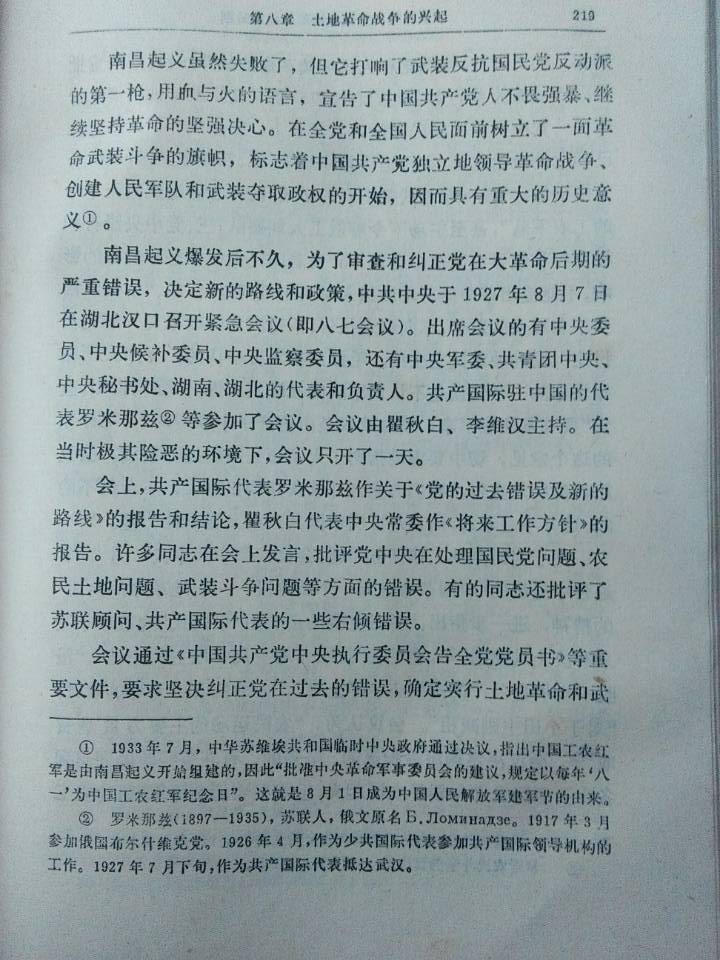 第八章 土地革命战争的兴起 219
南昌起义虽然失败了，但它打响了武装反抗国民党反动派
的第一枪，用血与火的语言，宣告了中国共产党人不畏强暴、继
续坚持革命的坚强决心。在全党和全国人民面前树立了一面革
命武装斗争的旗帜，标志着中国共产党独立地领导革命战争、
创建人民军队和武装夺取政权的开始，因而具有重大的历史意
义①。
南昌起义爆发后不久，为了审查和纠正党在大革命后期的
严重错误，决定新的路线和政策，中共中央于1927年8月7日
在湖北汉口召开紧急会议(即八七会议)。出席会议的有中央委
员、中央候补委员、中央监察委员，还有中央军委、共青团中央、
中央秘书处、湖南、湖北的代表和负责人。共产国际驻中国的代
表罗米那兹②等参加了会议。会议由瞿秋白、李维汉主持。在
当时极其险恶的环境下，会议只开了一天。
会上，共产国际代表罗米那兹作关于《党的过去错误及新的
路线》的报告和结论，瞿秋白代表中央常委作《将来工作方针》的
报告。许多同志在会上发言，批评党中央在处理国民党问题、农
民土地问题、武装斗争问题等方面的错误。有的同志还批评了
苏联顾问、共产国际代表的一些右倾错误。
会议通过《中国共产党中央执行委员会告全党党员书》等重
要文件，要求坚决纠正党在过去的错误，确定实行土地革命和武
① 1933年7月，中华苏维埃共和国临时中央政府通过决议，指出中国工农红
军是由南昌起义开始组建的，因此“批准中央革命军事委员会的建议，规定以每年‘八
一’为中国工农红军纪念日”。这就是8月1日成为中国人民解放军建军节的由来。
② 罗米那兹(1897—1935)，苏联人，俄文原名Б.Ломинадзе。1917年3月
参加俄国布尔什维克党。1926年4月，作为少共国际代表参加共产国际领导机构的
工作。1927年7月下旬，作为共产国际代表抵达武汉。